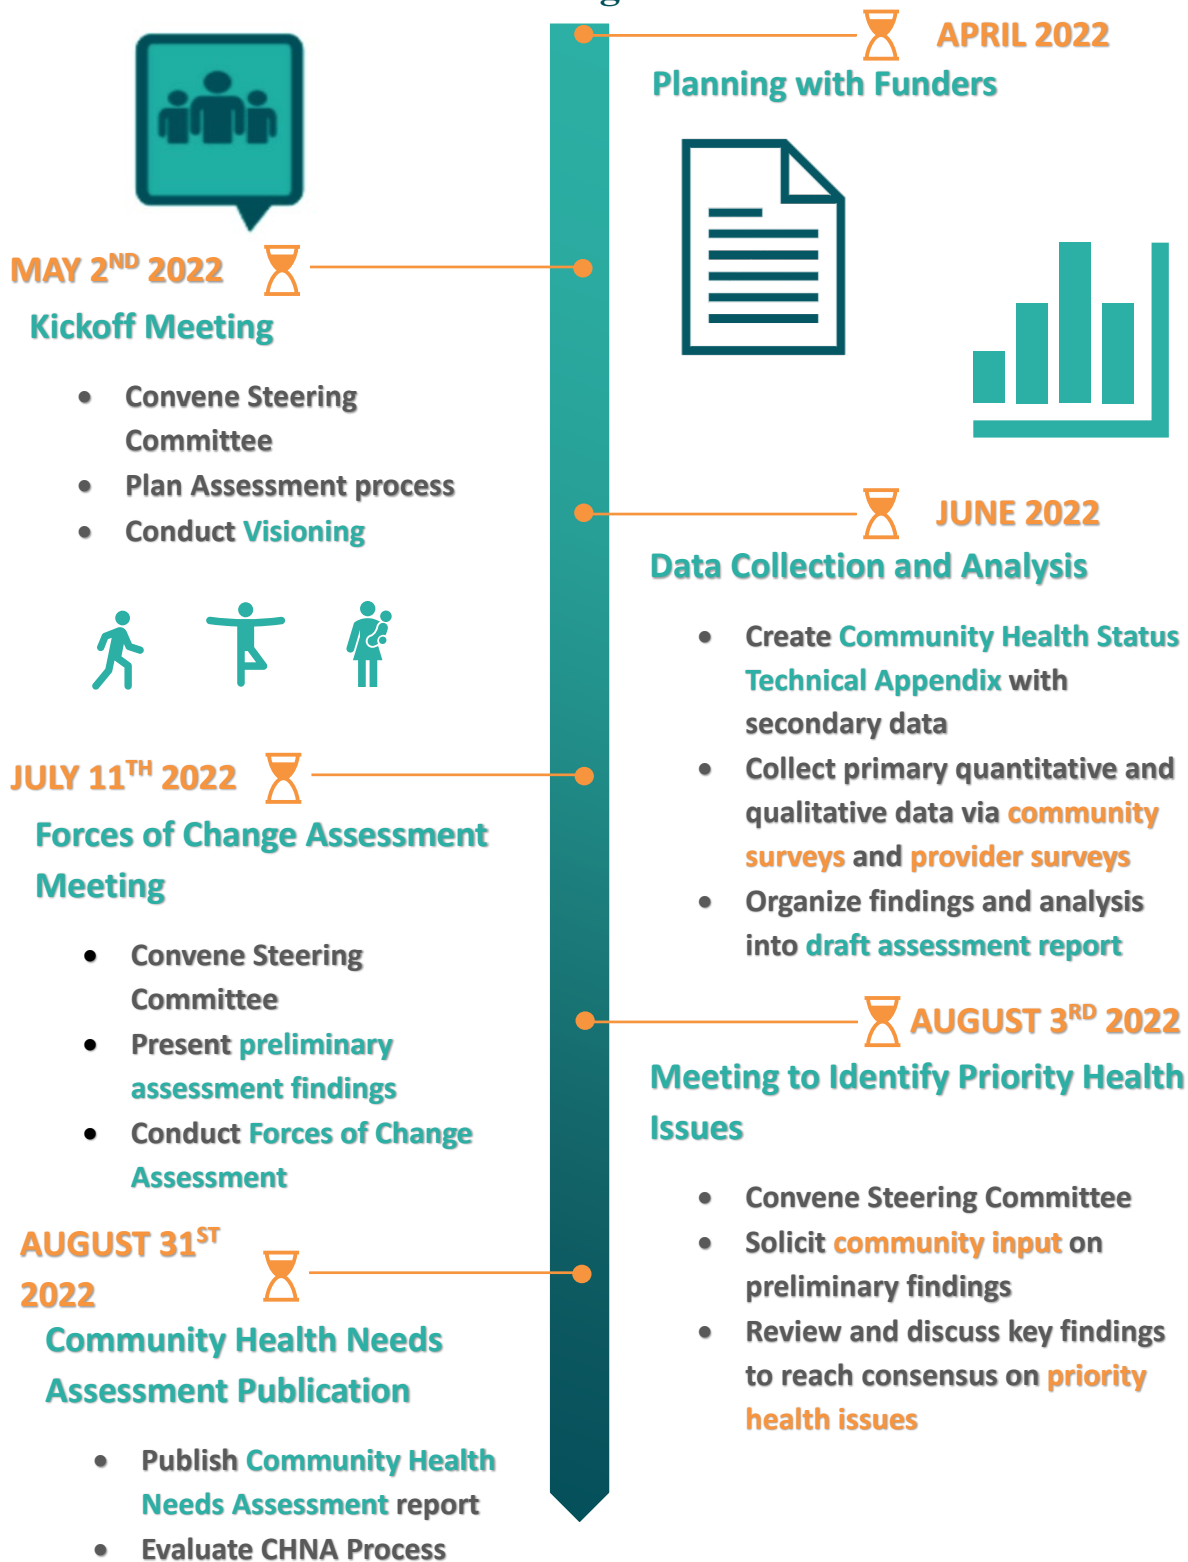 APRIL 2022
Planning with Funders
MAY 2ND 2022
Kickoff Meeting
• Convene Steering
Committee
• Plan Assessment process
• Conduct Visioning
JUNE 2022
Data Collection and Analysis
• Create Community Health Status
Technical Appendix with
secondary data
• Collect primary quantitative and
qualitative data via community
surveys and provider surveys
• Organize findings and analysis
into draft assessment report
JULY 11TH 2022
Forces of Change Assessment
Meeting
• Convene Steering
Committee
• Present preliminary
assessment findings
• Conduct Forces of Change
Assessment
AUGUST 3RD 2022
Meeting to Identify Priority Health
Issues
• Convene Steering Committee
• Solicit community input on
preliminary findings
• Review and discuss key findings
to reach consensus on priority
health issues
AUGUST 31ST
2022
Community Health Needs
Assessment Publication
• Publish Community Health
Needs Assessment report
• Evaluate CHNA Process